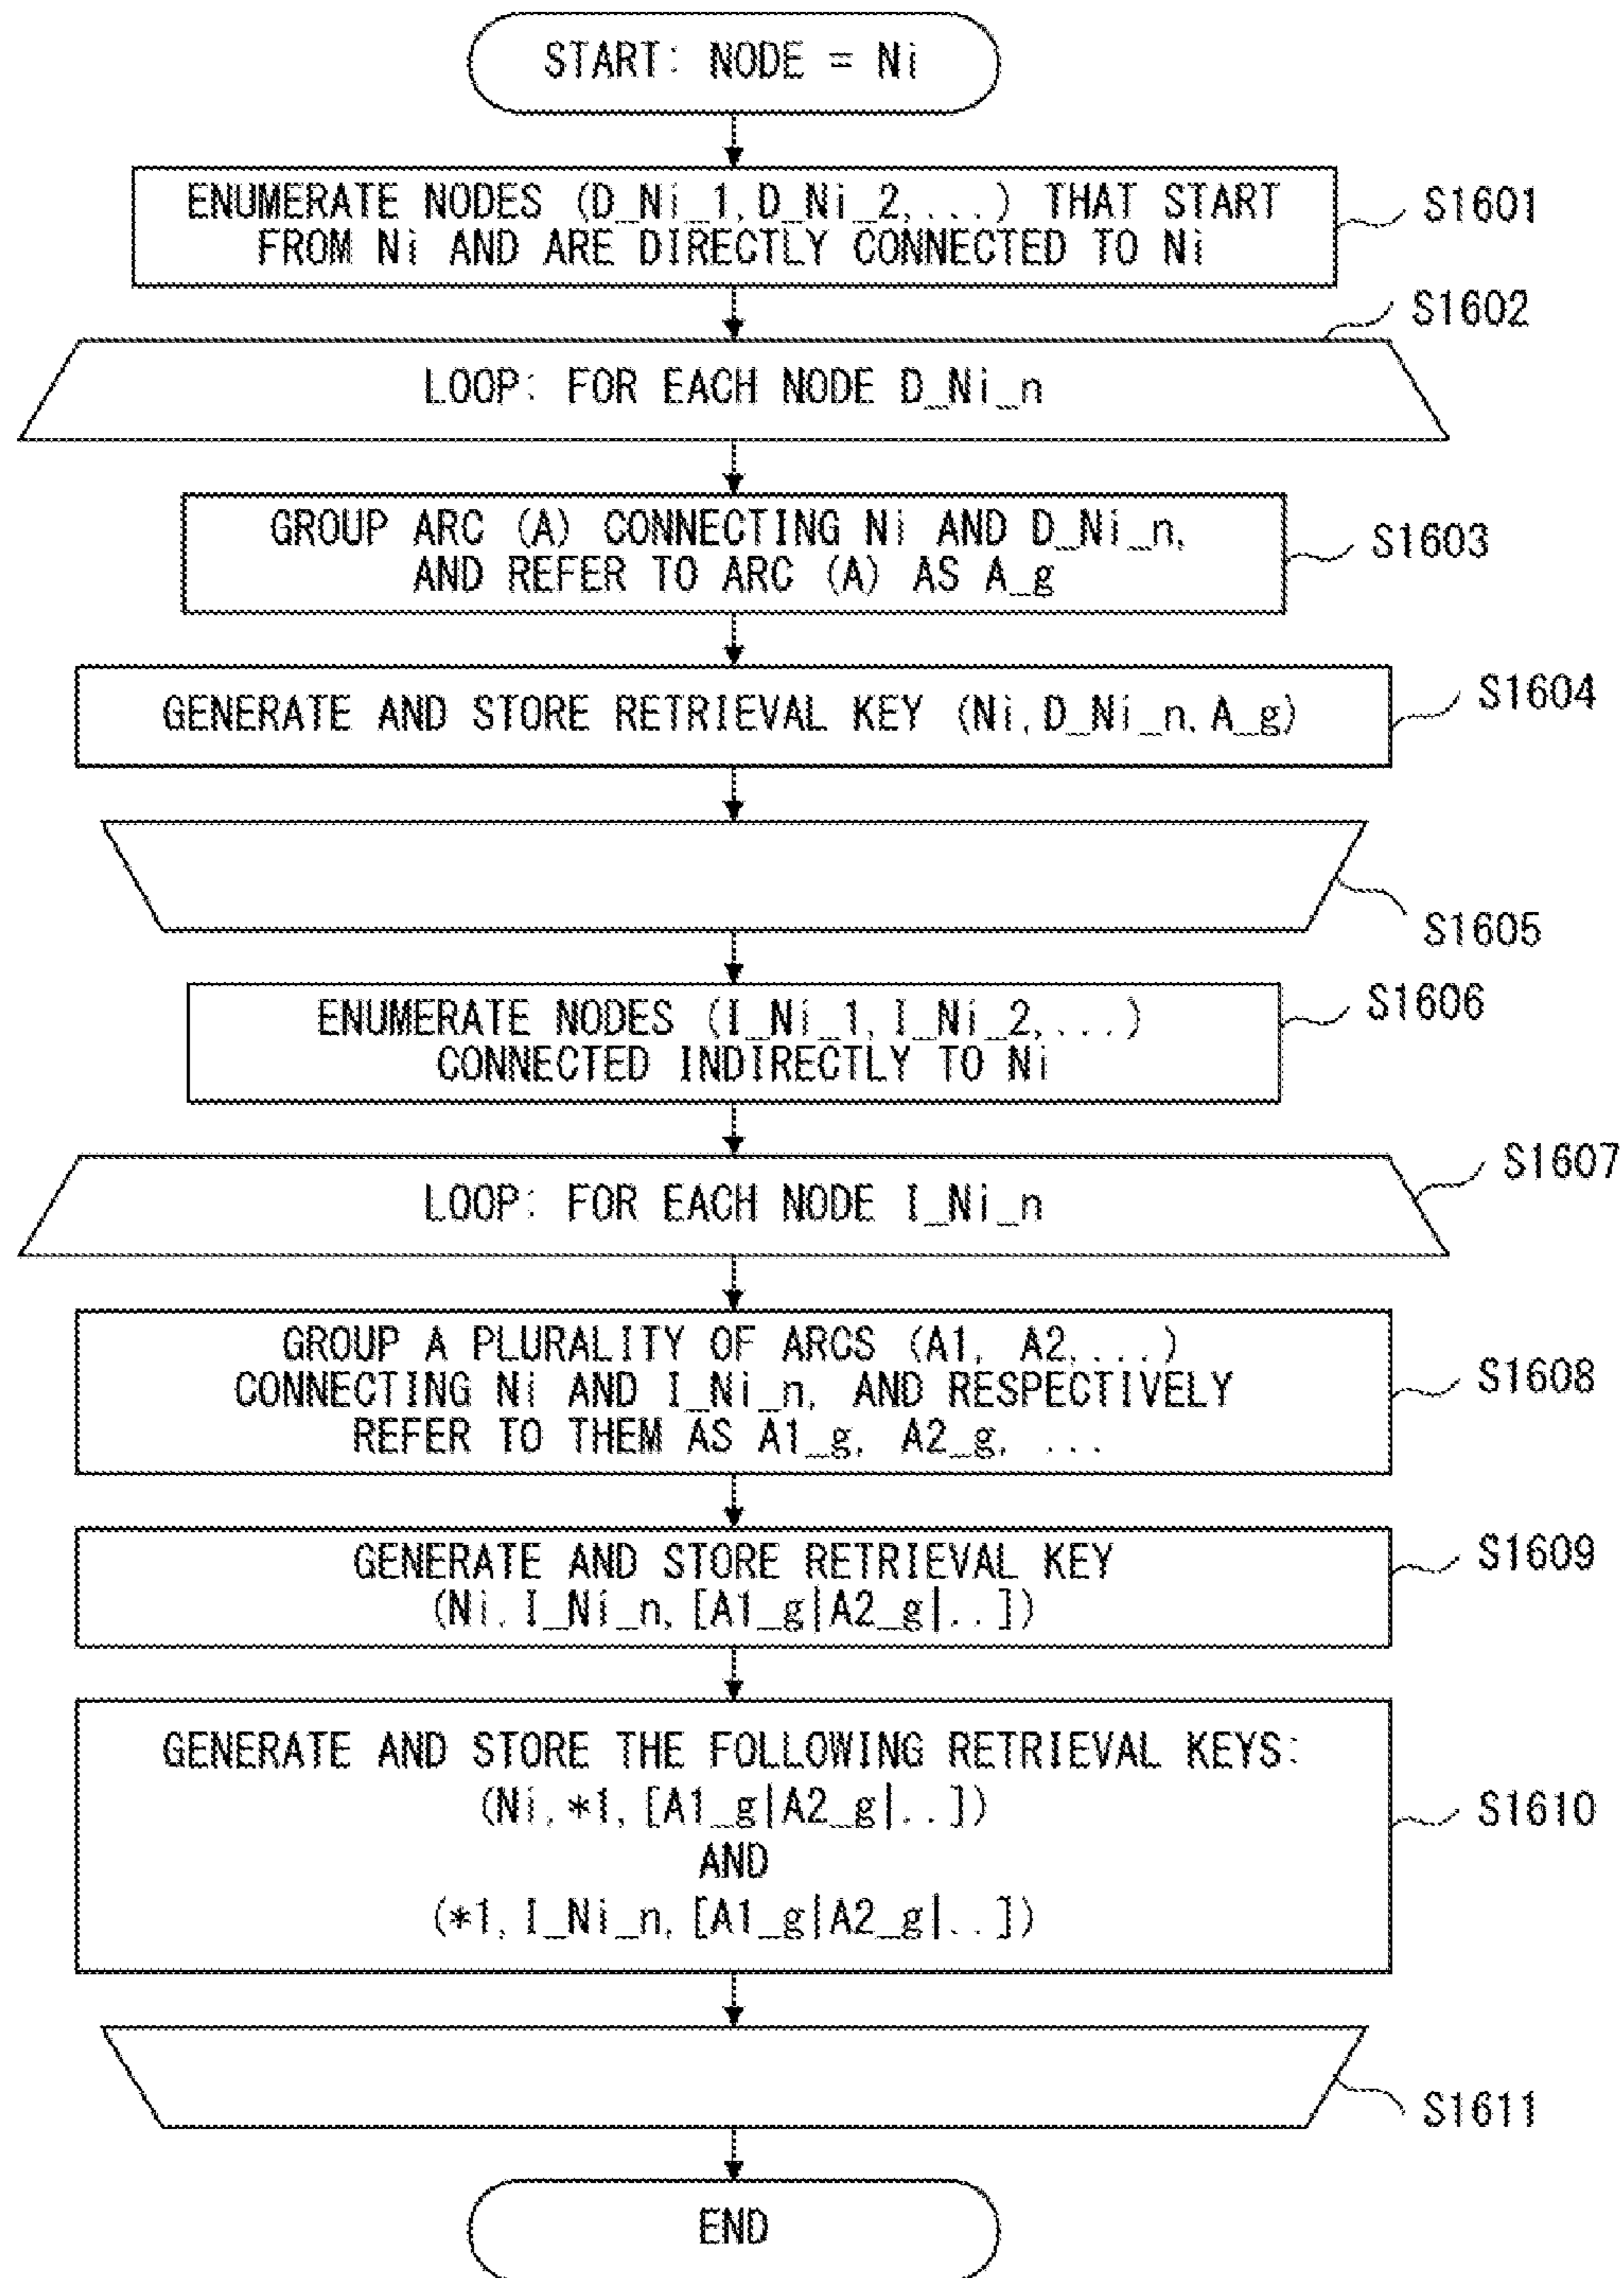 START: NODE = Ni
ENUMERATE NODES (D_Ni_1,D_Ni_2,...) THAT START
FROM Ni AND ARE DIRECTLY CONNECTED TO Ni
S1601
S1602
LOOP: FOR EACH NODE D_Ni_n
GROUP ARC (A) CONNECTING Ni AND D_Ni_n,
AND REFER TO ARC (A) AS A_g
S1603
GENERATE AND STORE RETRIEVAL KEY (Ni,D_Ni_n,A_g)
S1604
S1605
ENUMERATE NODES (I_Ni_1,I_Ni_2,...)
CONNECTED INDIRECTLY TO Ni
S1606
LOOP: FOR EACH NODE I_Ni_n
S1607
GROUP A PLURALITY OF ARCS (A1, A2,...)
CONNECTING Ni AND I_Ni_n, AND RESPECTIVELY
REFER TO THEM AS A1_g, A2_g, ...
S1608
GENERATE AND STORE RETRIEVAL KEY
(Ni,I_Ni_n,[A1_g|A2_g|..])
S1609
GENERATE AND STORE THE FOLLOWING RETRIEVAL KEYS:
(Ni,*1,[A1_g|A2_g|..])
AND
(*1,I_Ni_n,[A1_g|A2_g|..])
S1610
S1611
END